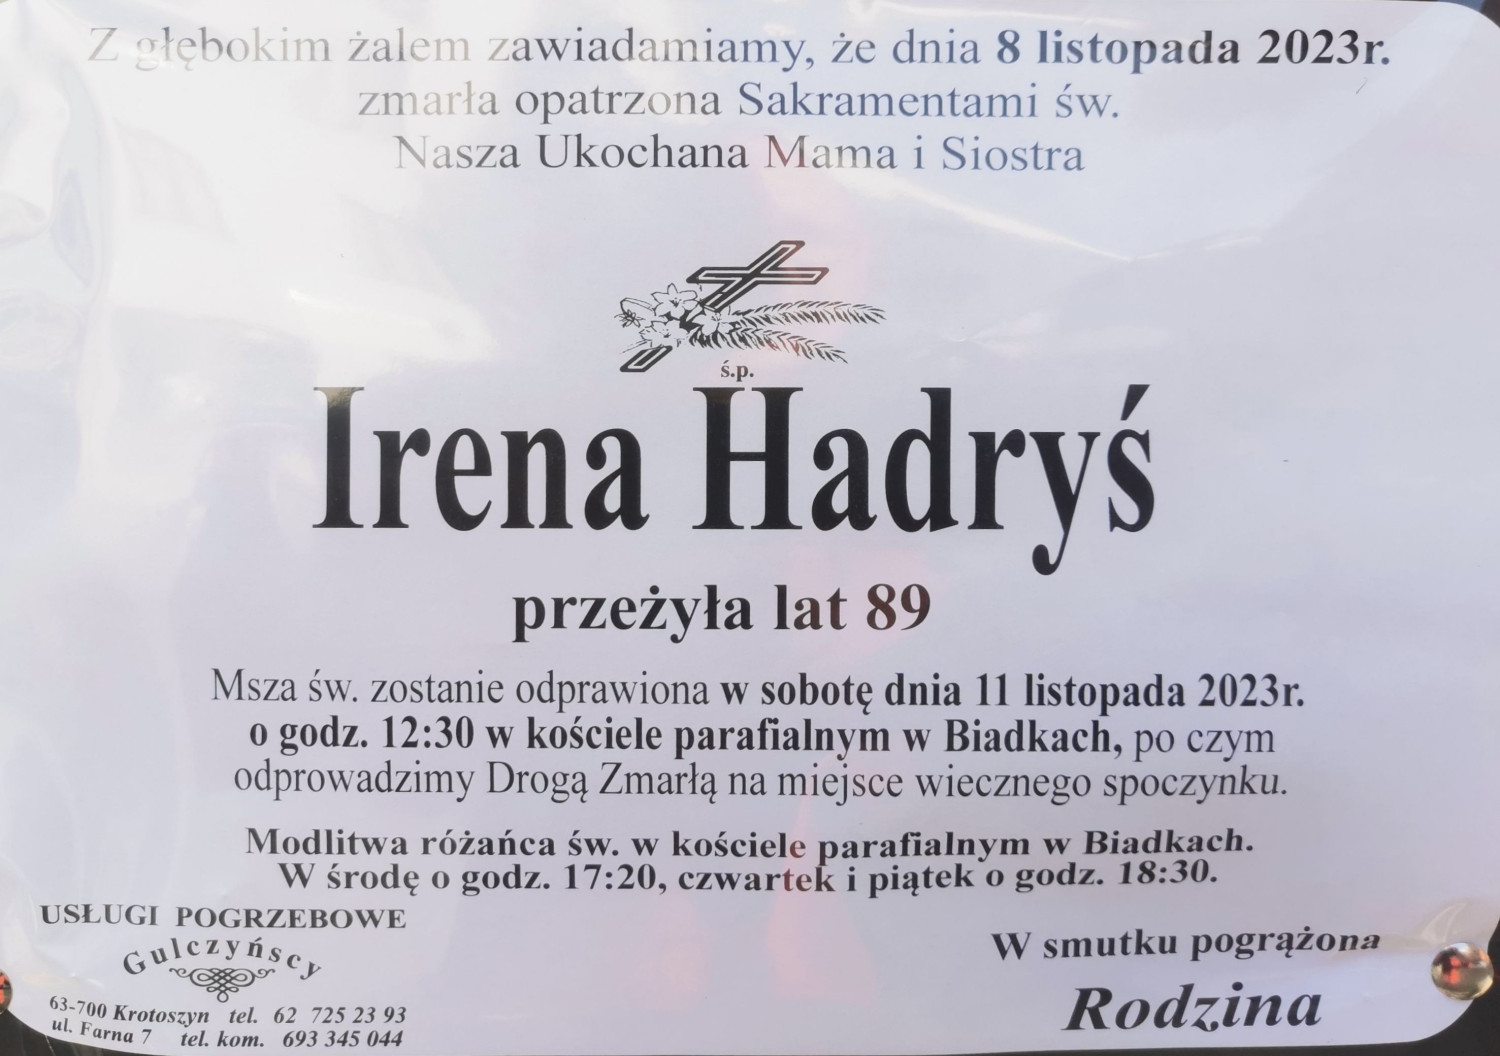 Z głębokim żalem zawiadamiamy, że dnia 8 listopada 2023r.
zmarła opatrzona Sakramentami św.
Nasza Ukochana Mama i Siostra
ś.p.
Irena Hadryś
przeżyła lat 89
Msza św. zostanie odprawiona w sobotę dnia 11 listopada 2023r.
o godz. 12:30 w kościele parafialnym w Biadkach, po czym
odprowadzimy Drogą Zmarłą na miejsce wiecznego spoczynku.
Modlitwa różańca św. w kościele parafialnym w Biadkach.
W środę o godz. 17:20, czwartek i piątek o godz. 18:30.
USŁUGI POGRZEBOWE
Gulczyńscy
63-700 Krotoszyn tel. 62 725 23 93
ul. Farna 7 tel. kom. 693 345 044
W smutku pogrążona
Rodzina